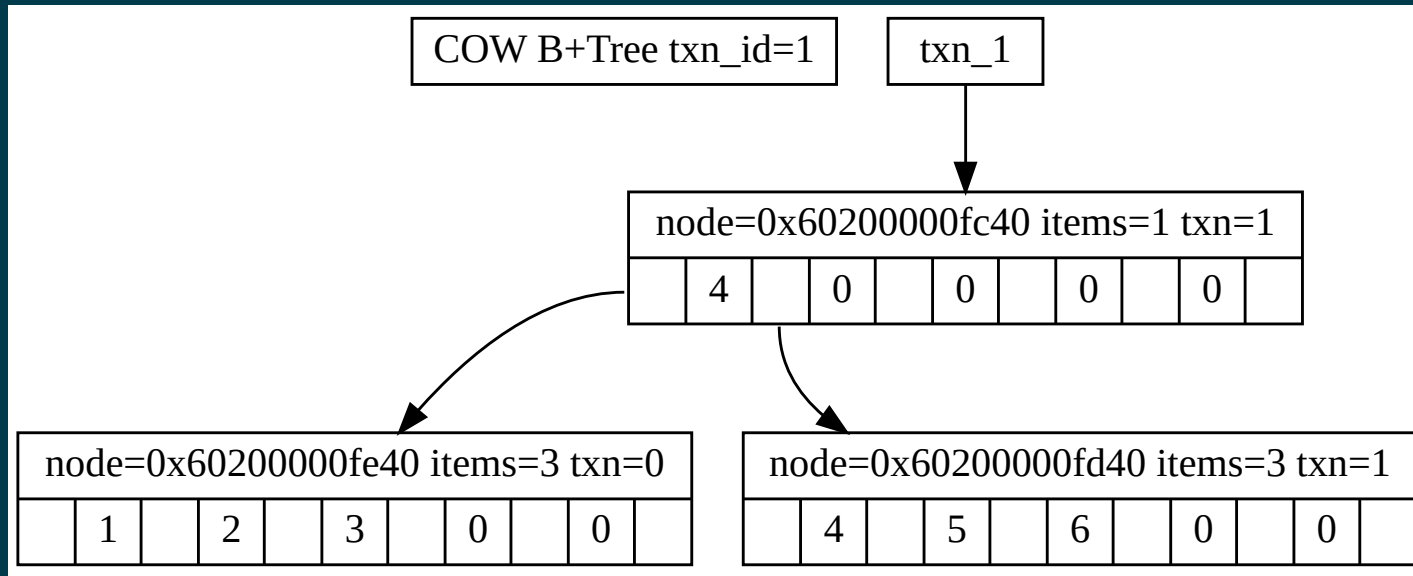 COW B+Tree txn_id=1
txn_1
node=0x60200000fc40 items=1 txn=1
4 0 0 0 0
node=0x60200000fe40 items=3 txn=0
1 2 3 0 0
node=0x60200000fd40 items=3 txn=1
4 5 6 0 0